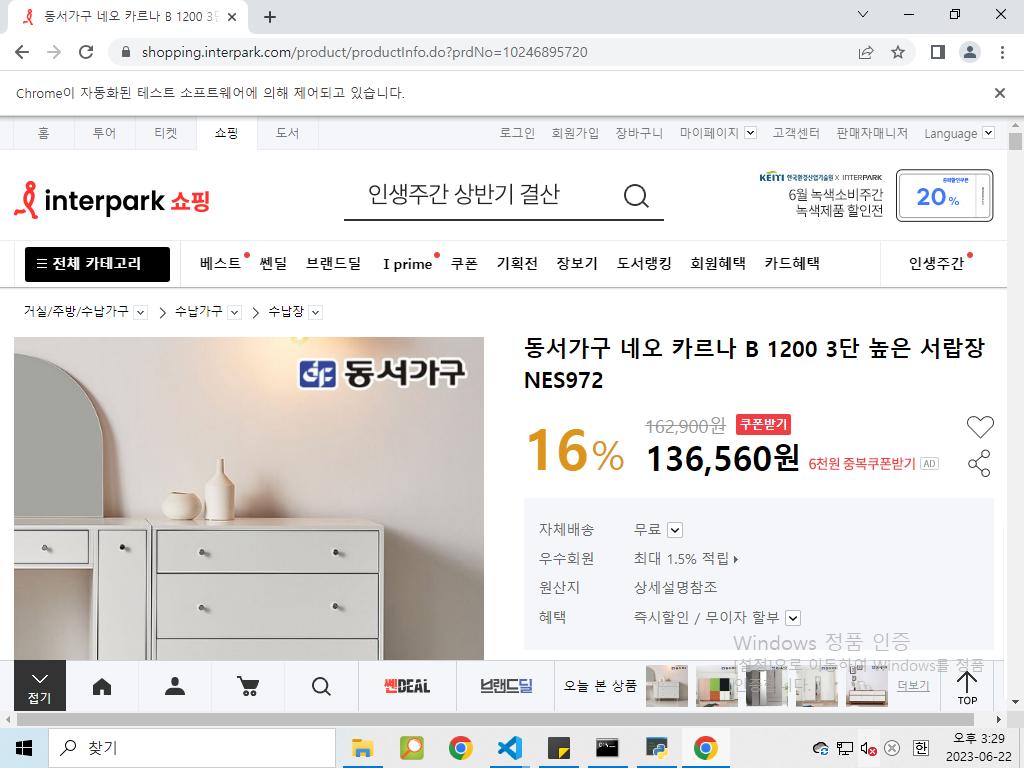 동서가구 네오 카르나 B 1200 3단
shopping.interpark.com/product/productInfo.do?prdNo=10246895720
Chrome이 자동화된 테스트 소프트웨어에 의해 제어되고 있습니다.
홈 투어 티켓 쇼핑 도서 로그인 회원가입 장바구니 마이페이지 고객센터 판매자매니저 Language
interpark 쇼핑
인생주간 상반기 결산
KEITI 한국환경산업기술원 X INTERPARK
6월 녹색소비주간
녹색제품 할인전
중복할인쿠폰
20%
전체 카테고리 베스트 쎈딜 브랜드딜 I prime 쿠폰 기획전 장보기 도서랭킹 회원혜택 카드혜택 인생주간
거실/주방/수납가구 수납가구 수납장
동서가구
동서가구 네오 카르나 B 1200 3단 높은 서랍장
NES972
16%
162,900원 쿠폰받기
136,560원 6천원 중복쿠폰받기 AD
자체배송 무료
우수회원 최대 1.5% 적립
원산지 상세설명참조
혜택 즉시할인 / 무이자 할부
Windows 정품 인증
[설정]으로 이동하여 Windows를 정품
인증합니다.
접기
쎈DEAL
브랜드딜
오늘 본 상품
더보기
TOP
찾기
한
오후 3:29
2023-06-22